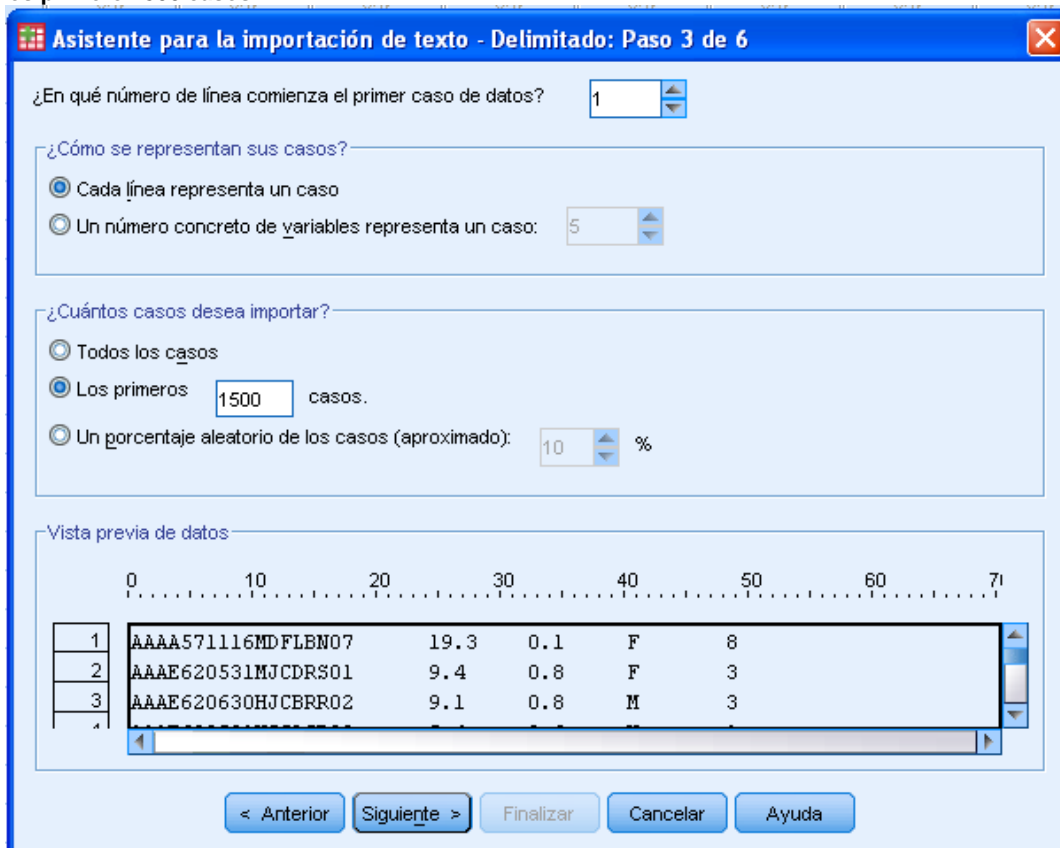 Asistente para la importación de texto - Delimitado: Paso 3 de 6
¿En qué número de línea comienza el primer caso de datos? 1
¿Cómo se representan sus casos?
Cada línea representa un caso
Un número concreto de variables representa un caso: 5
¿Cuántos casos desea importar?
Todos los casos
Los primeros 1500 casos.
Un porcentaje aleatorio de los casos (aproximado): 10 %
Vista previa de datos
0 10 20 30 40 50 60
1 AAAA571116MDFLBN07 19.3 0.1 F 8
2 AAAE620531MJCDRS01 9.4 0.8 F 3
3 AAAE620630HJCBRR02 9.1 0.8 M 3
< Anterior Siguiente > Finalizar Cancelar Ayuda